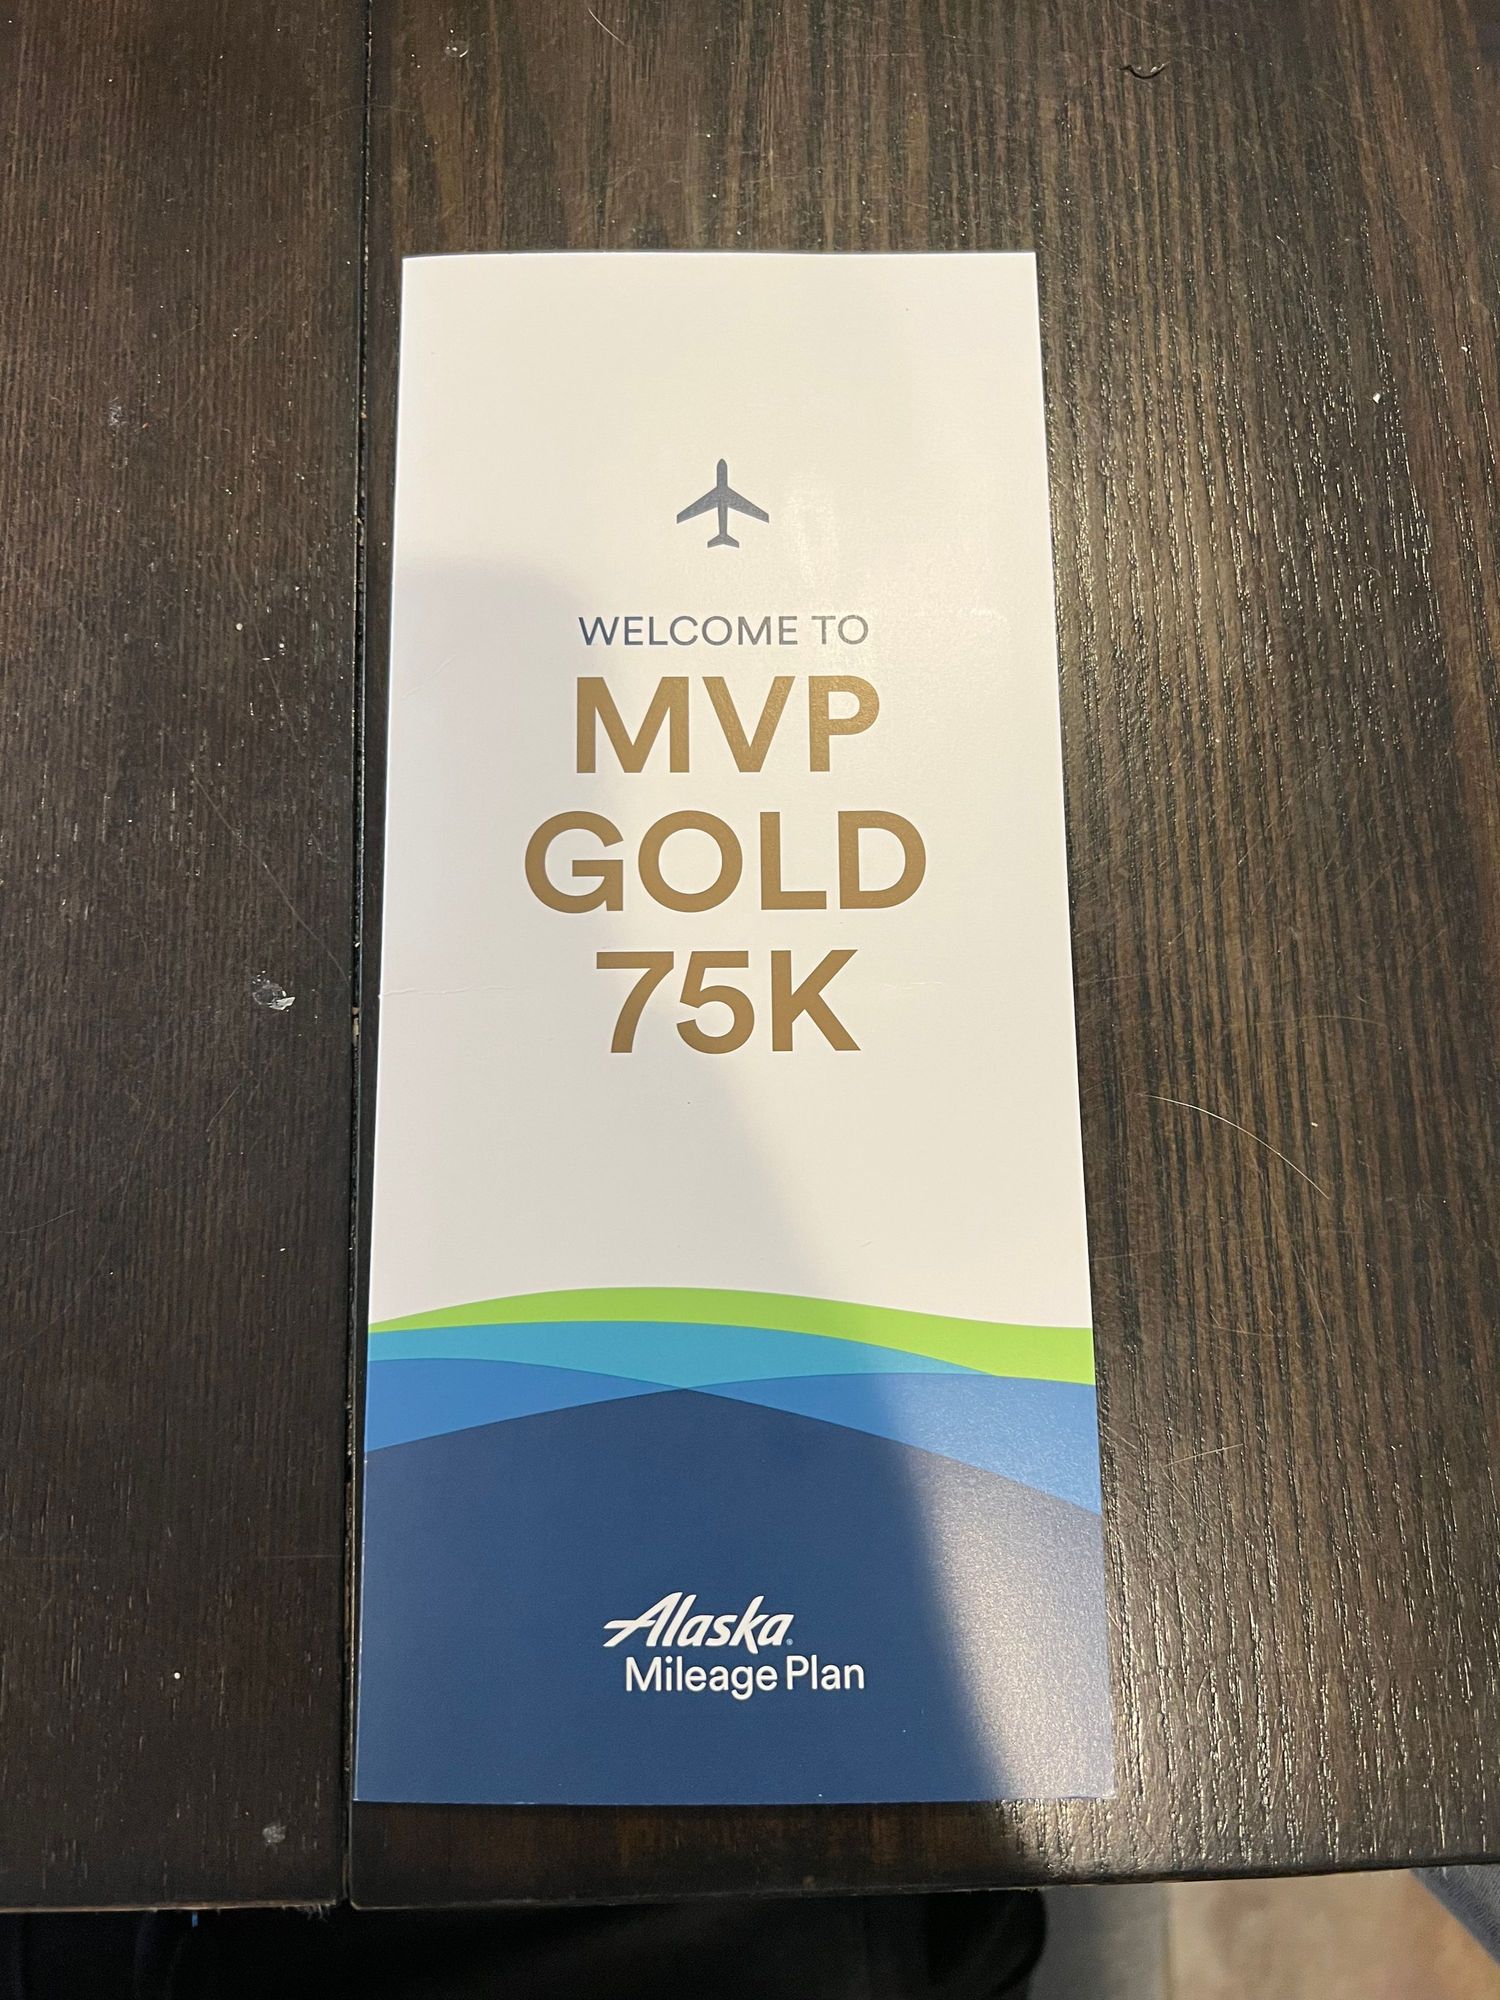 WELCOME TO
MVP
GOLD
75K
Alaska
Mileage Plan